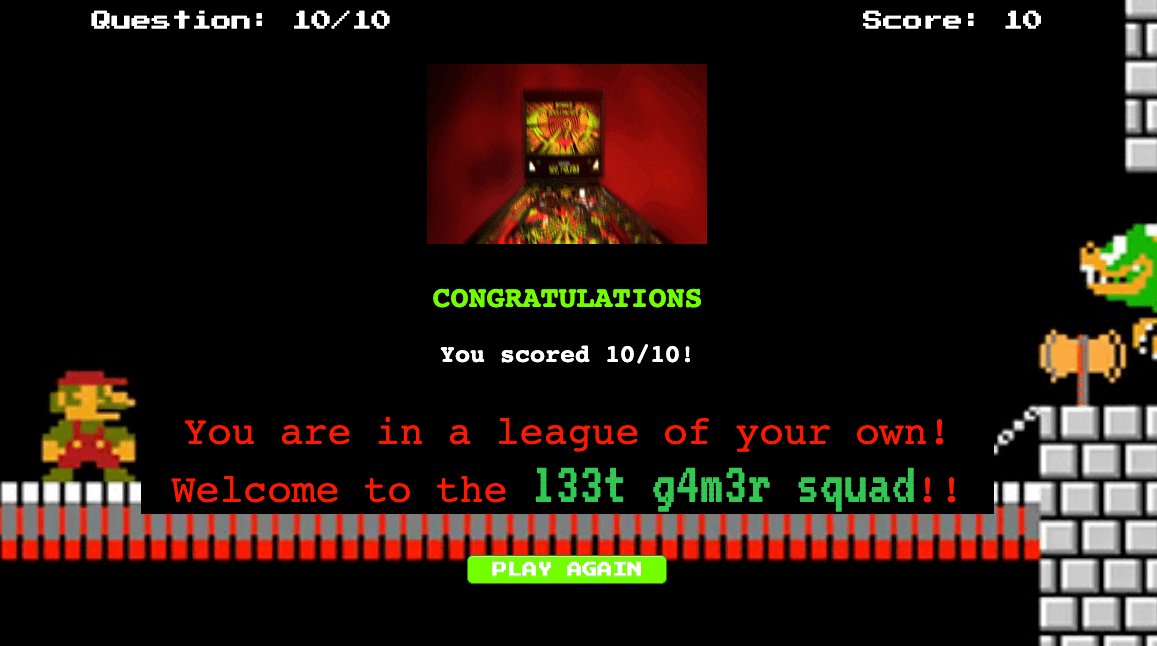 Question: 10/10
Score: 10
CONGRATULATIONS
You scored 10/10!
You are in a league of your own!
Welcome to the l33t g4m3r squad!!
PLAY AGAIN